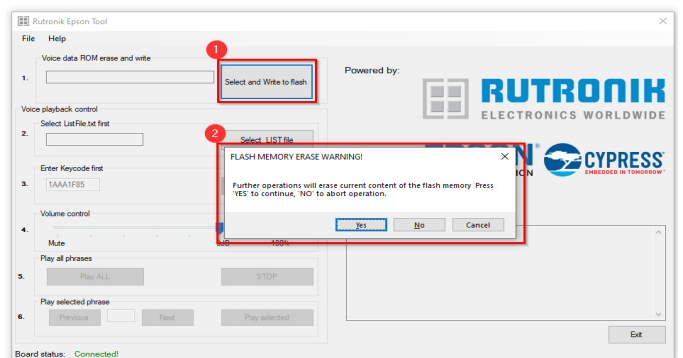 Rutronik Epson Tool
File Help
1
Voice data ROM erase and write
1.
Select and Write to flash
Powered by:
RUTRONIK
ELECTRONICS WORLDWIDE
Voice playback control
Select ListFile.txt first
2.
2
Select LIST file
FLASH MEMORY ERASE WARNING!
N
ION
CYPRESS
EMBEDDED IN TOMORROW
Enter Keycode first
3.
1AAA1F85
Further operations will erase current content of the flash memory Press
'YES' to continue, 'NO' to abort operation.
Yes No Cancel
Volume control
4.
Mute 0dB 100%
Play all phrases
5.
Play ALL STOP
Play selected phrase
6.
Previous Next Play selected
Exit
Board status: Connected!